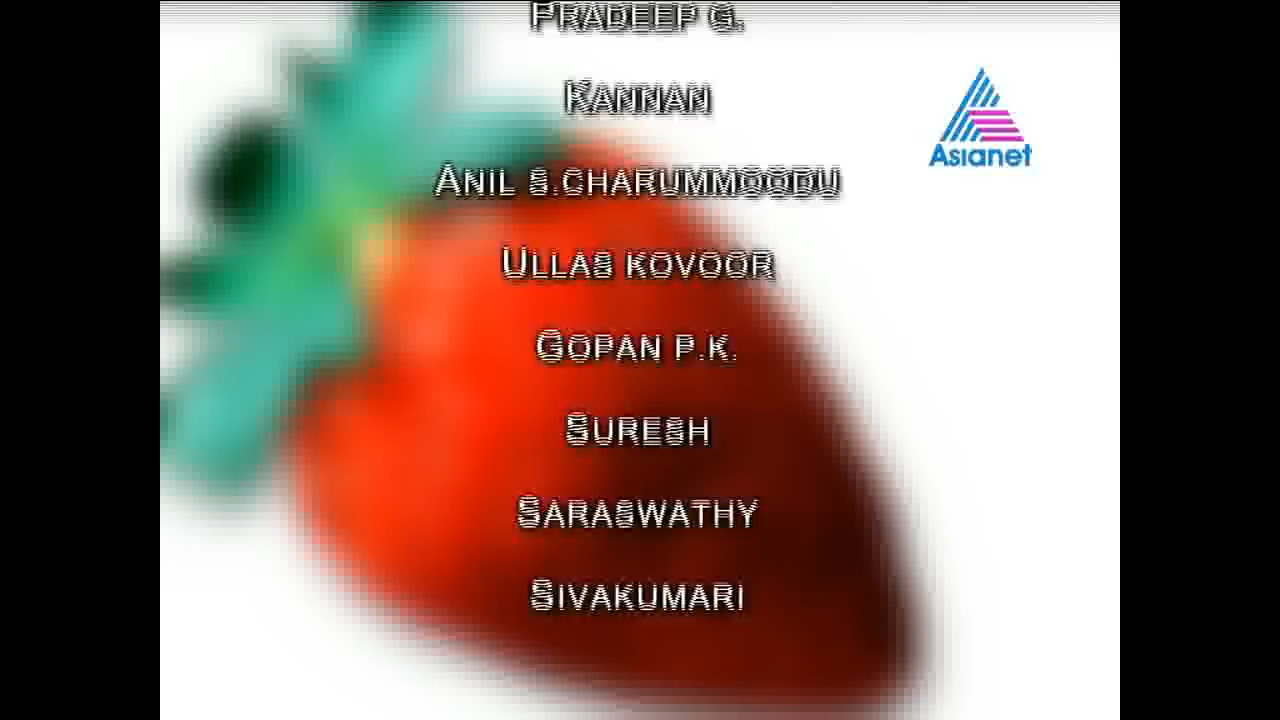 PRADEEP G.
KANNAN
Asianet
ANIL S.CHARUMMOODU
ULLAS KOVOOR
GOPAN P.K.
SURESH
SARASWATHY
SIVAKUMARI